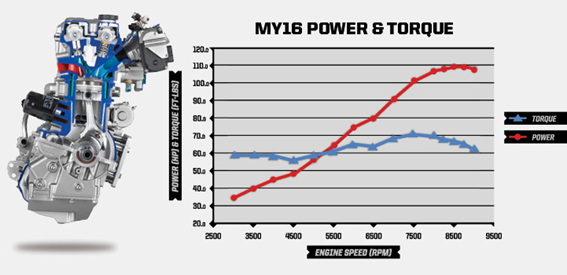 MY16 POWER & TORQUE
POWER (HP) & TORQUE (FT-LBS)
120.0
110.0
100.0
90.0
80.0
70.0
60.0
50.0
40.0
30.0
20.0
2500 3500 4500 5500 6500 7500 8500 9500
ENGINE SPEED (RPM)
TORQUE
POWER